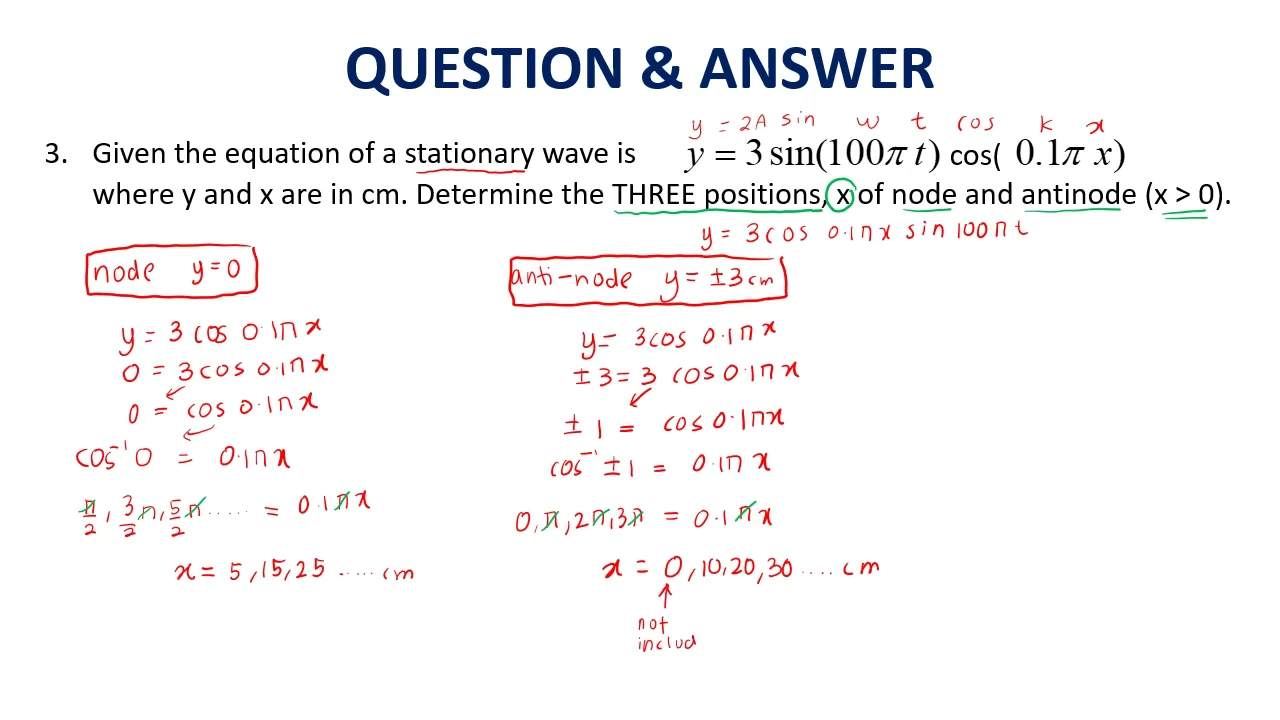 QUESTION & ANSWER
y = 2A sin w t cos k x
3. Given the equation of a stationary wave is y = 3 sin(100π t) cos( 0.1π x)
where y and x are in cm. Determine the THREE positions, x of node and antinode (x > 0).
y = 3 cos 0.1π x sin 100π t
node y = 0
y = 3 cos 0.1π x
0 = 3 cos 0.1π x
0 = cos 0.1π x
cos⁻¹ 0 = 0.1π x
π/2, 3/2 π, 5/2 π ..... = 0.1π x
x = 5, 15, 25 ..... cm
anti-node y = ±3 cm
y = 3 cos 0.1π x
± 3 = 3 cos 0.1π x
± 1 = cos 0.1π x
cos⁻¹ ± 1 = 0.1π x
0, π, 2π, 3π = 0.1π x
x = 0, 10, 20, 30 .... cm
not
includ